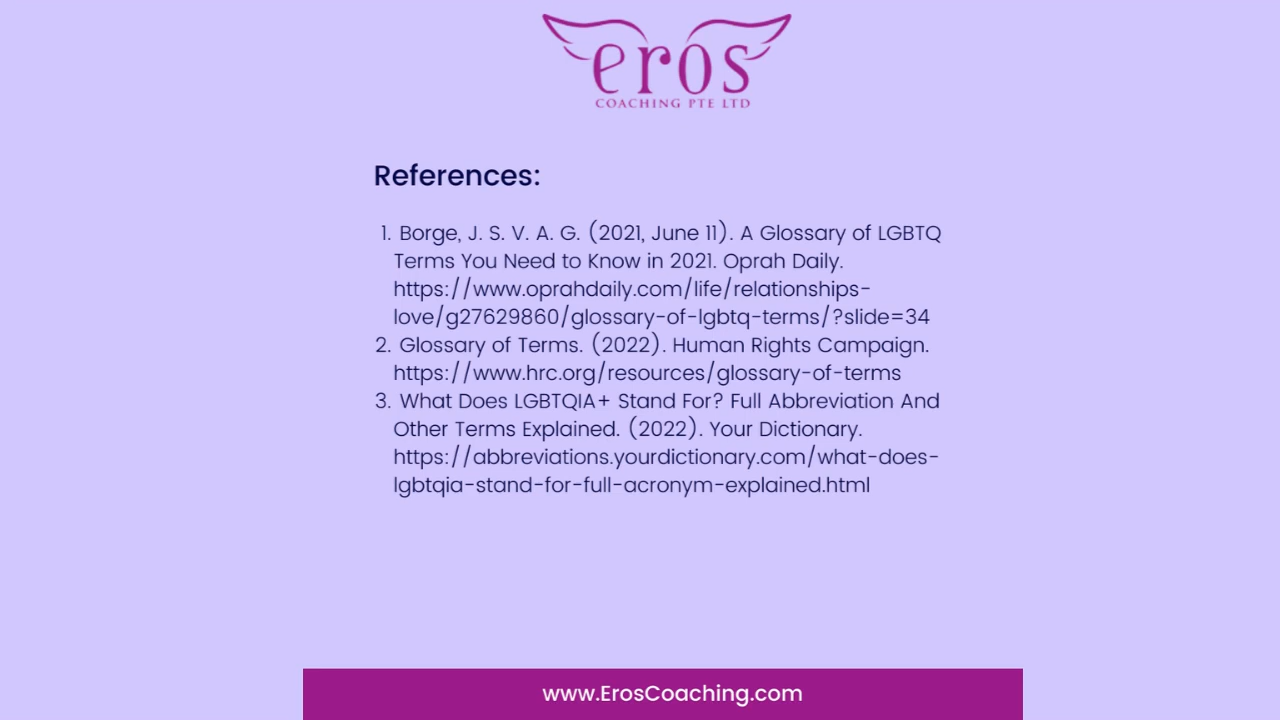 eros
COACHING PTE LTD
References:
1. Borge, J. S. V. A. G. (2021, June 11). A Glossary of LGBTQ
Terms You Need to Know in 2021. Oprah Daily.
https://www.oprahdaily.com/life/relationships-
love/g27629860/glossary-of-lgbtq-terms/?slide=34
2. Glossary of Terms. (2022). Human Rights Campaign.
https://www.hrc.org/resources/glossary-of-terms
3. What Does LGBTQIA+ Stand For? Full Abbreviation And
Other Terms Explained. (2022). Your Dictionary.
https://abbreviations.yourdictionary.com/what-does-
lgbtqia-stand-for-full-acronym-explained.html
www.ErosCoaching.com